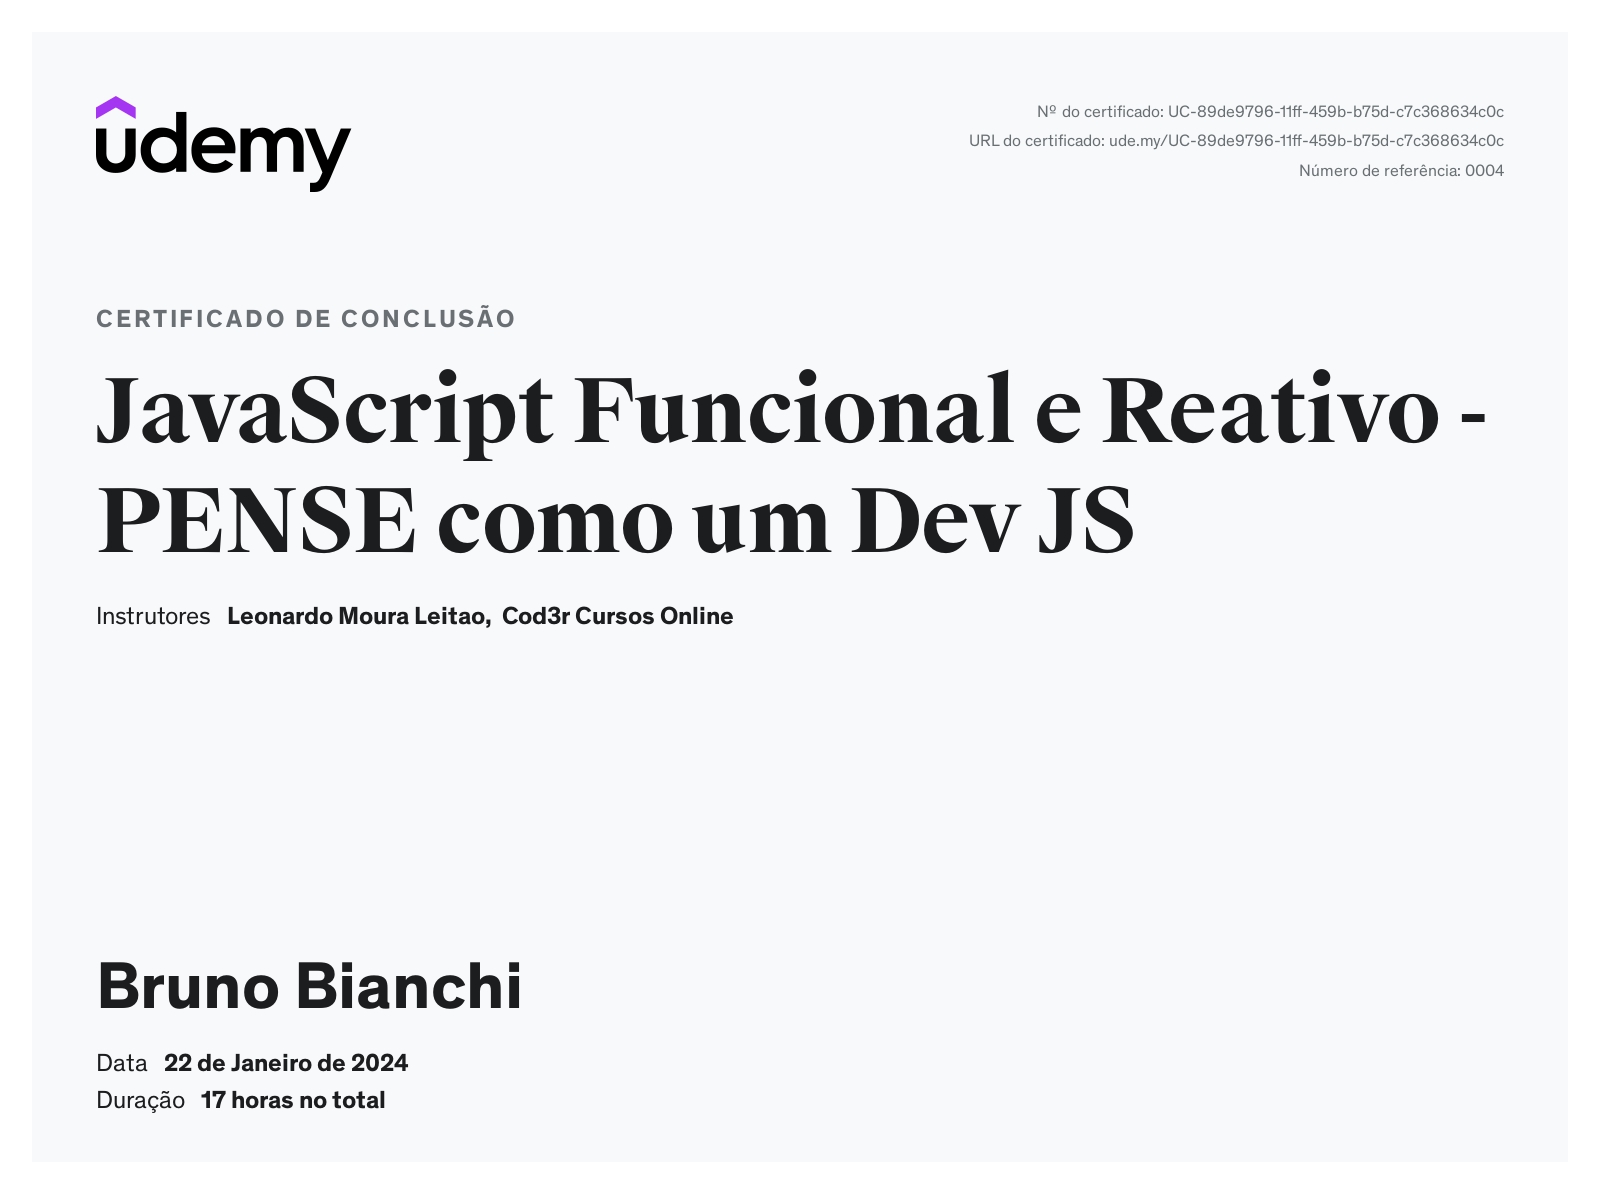 udemy
Nº do certificado: UC-89de9796-11ff-459b-b75d-c7c368634c0c
URL do certificado: ude.my/UC-89de9796-11ff-459b-b75d-c7c368634c0c
Número de referência: 0004
CERTIFICADO DE CONCLUSÃO
JavaScript Funcional e Reativo -
PENSE como um Dev JS
Instrutores Leonardo Moura Leitao, Cod3r Cursos Online
Bruno Bianchi
Data 22 de Janeiro de 2024
Duração 17 horas no total